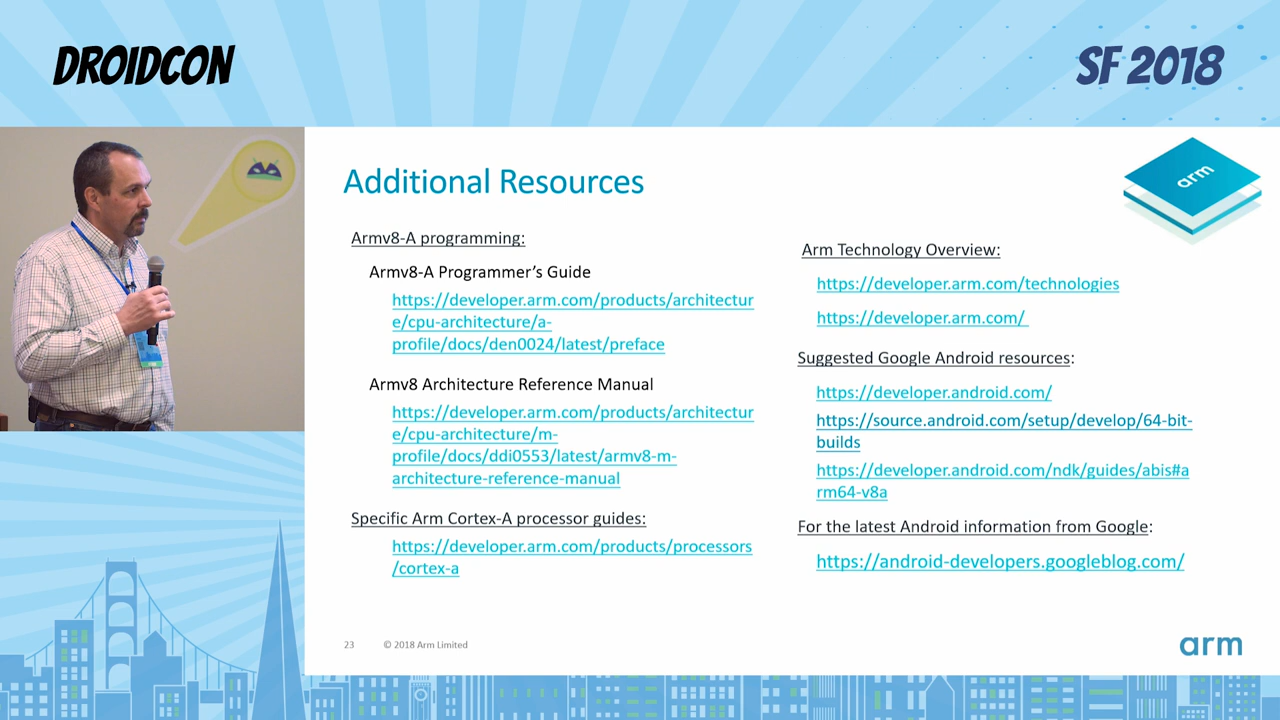 DROIDCON
SF 2018
arm
Additional Resources
Armv8-A programming:
Armv8-A Programmer's Guide
https://developer.arm.com/products/architectur
e/cpu-architecture/a-
profile/docs/den0024/latest/preface
Armv8 Architecture Reference Manual
https://developer.arm.com/products/architectur
e/cpu-architecture/m-
profile/docs/ddi0553/latest/armv8-m-
architecture-reference-manual
Specific Arm Cortex-A processor guides:
https://developer.arm.com/products/processors
/cortex-a
Arm Technology Overview:
https://developer.arm.com/technologies
https://developer.arm.com/
Suggested Google Android resources:
https://developer.android.com/
https://source.android.com/setup/develop/64-bit-
builds
https://developer.android.com/ndk/guides/abis#a
rm64-v8a
For the latest Android information from Google:
https://android-developers.googleblog.com/
23
© 2018 Arm Limited
arm